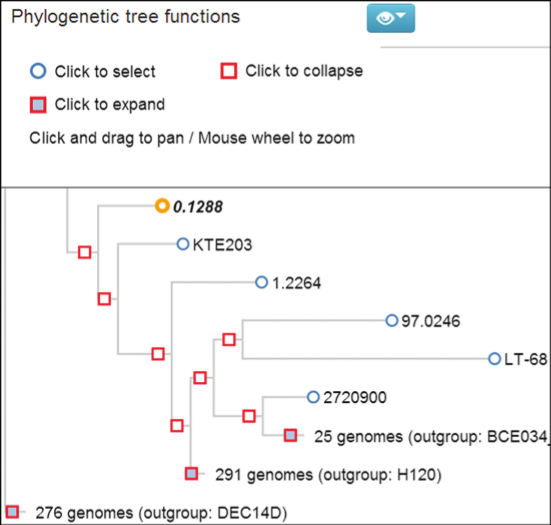 Phylogenetic tree functions
Click to select
Click to collapse
Click to expand
Click and drag to pan / Mouse wheel to zoom
0.1288
KTE203
1.2264
97.0246
LT-68
2720900
25 genomes (outgroup: BCE034_
291 genomes (outgroup: H120)
276 genomes (outgroup: DEC14D)